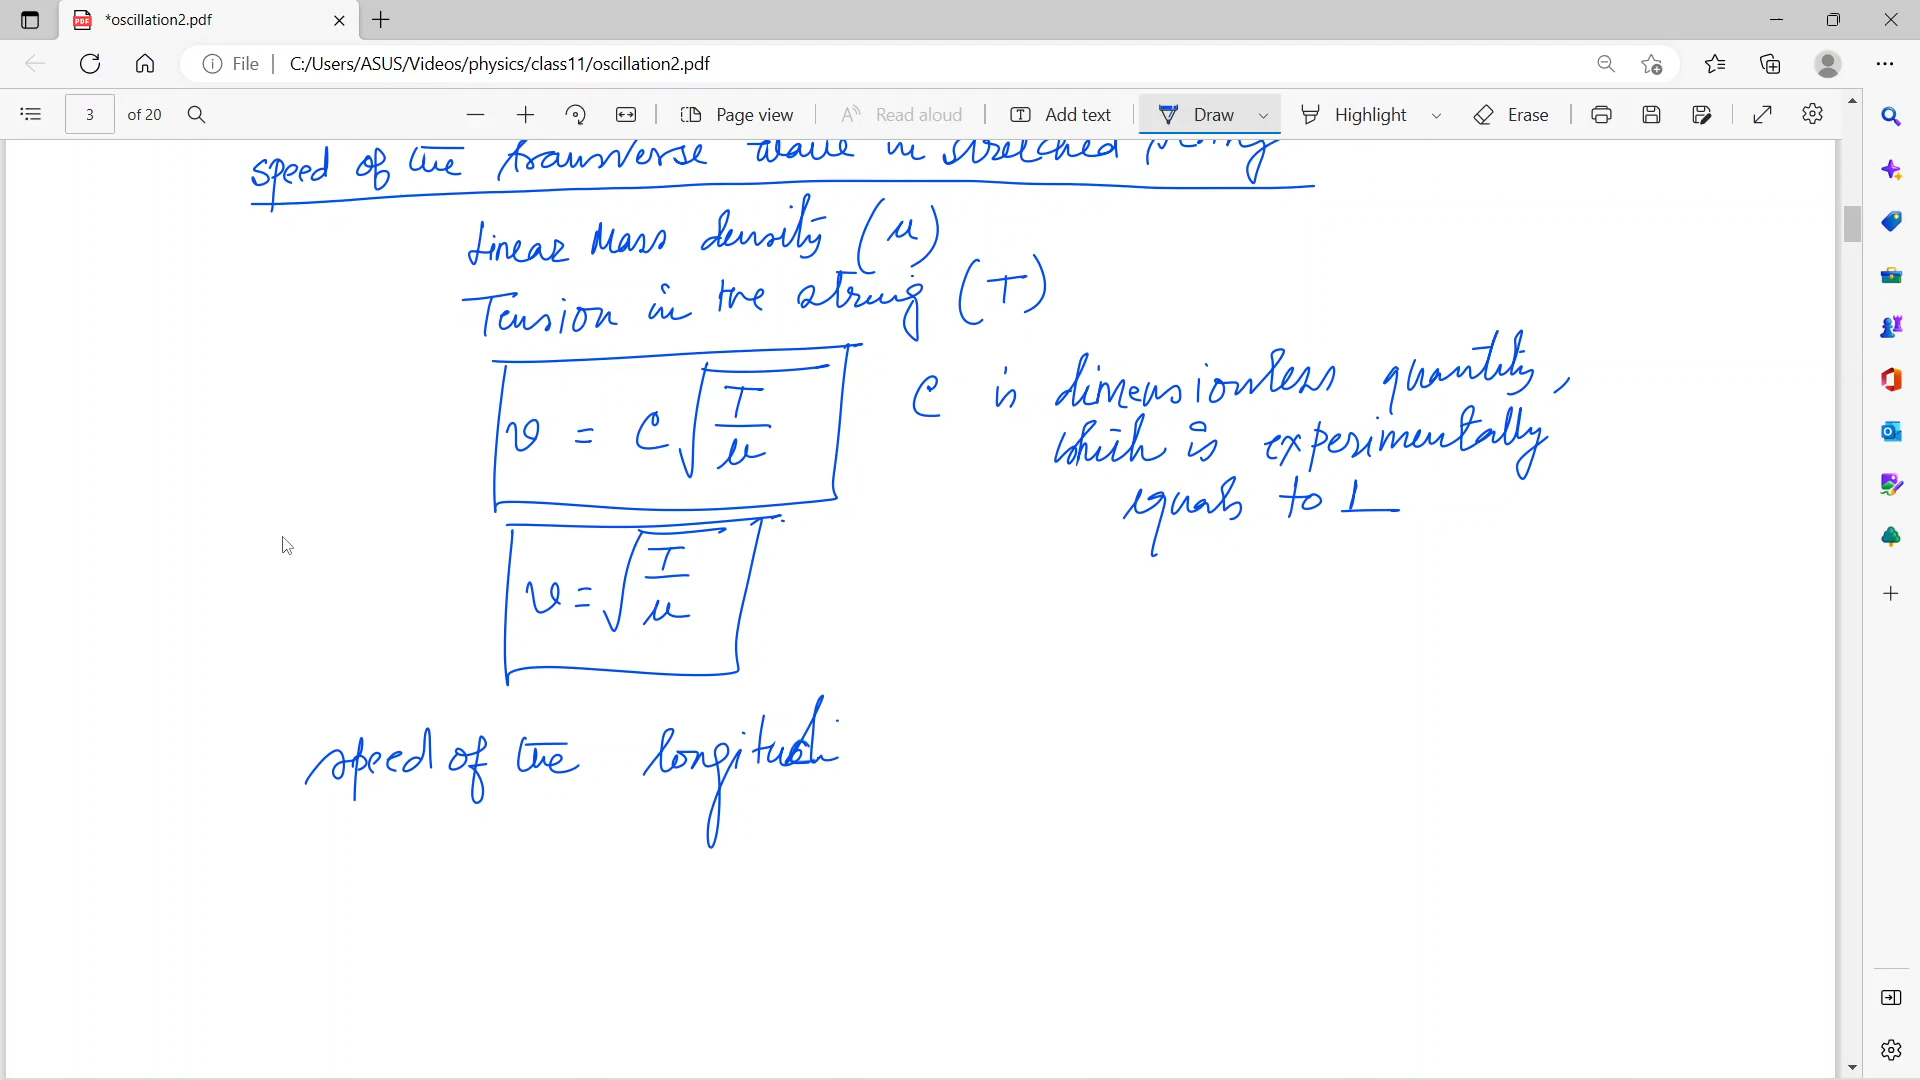 *oscillation2.pdf
File C:/Users/ASUS/Videos/physics/class11/oscillation2.pdf
3 of 20 Page view Read aloud Add text Draw Highlight Erase
speed of the transverse wave in stretched string
Linear Mass density (μ)
Tension in the string (T)
v = C√(T/μ)
C is dimensionless quantity,
which is experimentally
equals to 1
v = √(T/μ)
speed of the longitudi